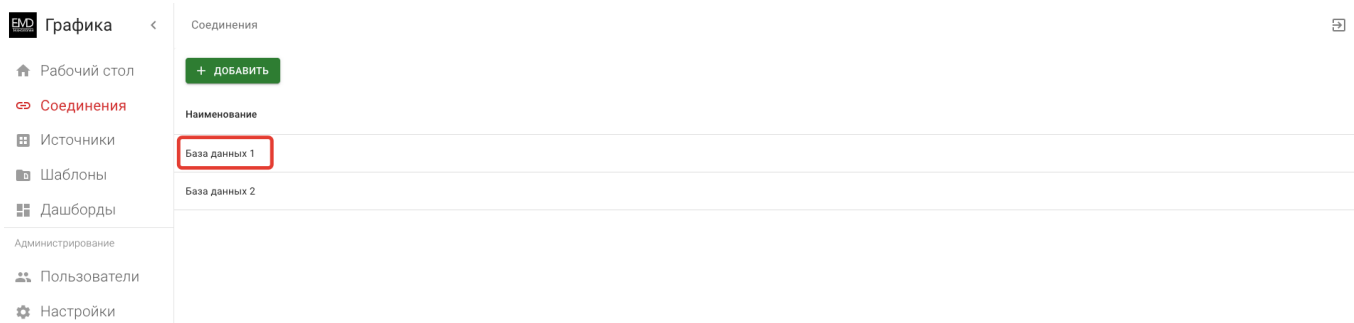 EMD Графика
Соединения
Рабочий стол
Соединения
Источники
Шаблоны
Дашборды
Администрирование
Пользователи
Настройки
+ ДОБАВИТЬ
Наименование
База данных 1
База данных 2